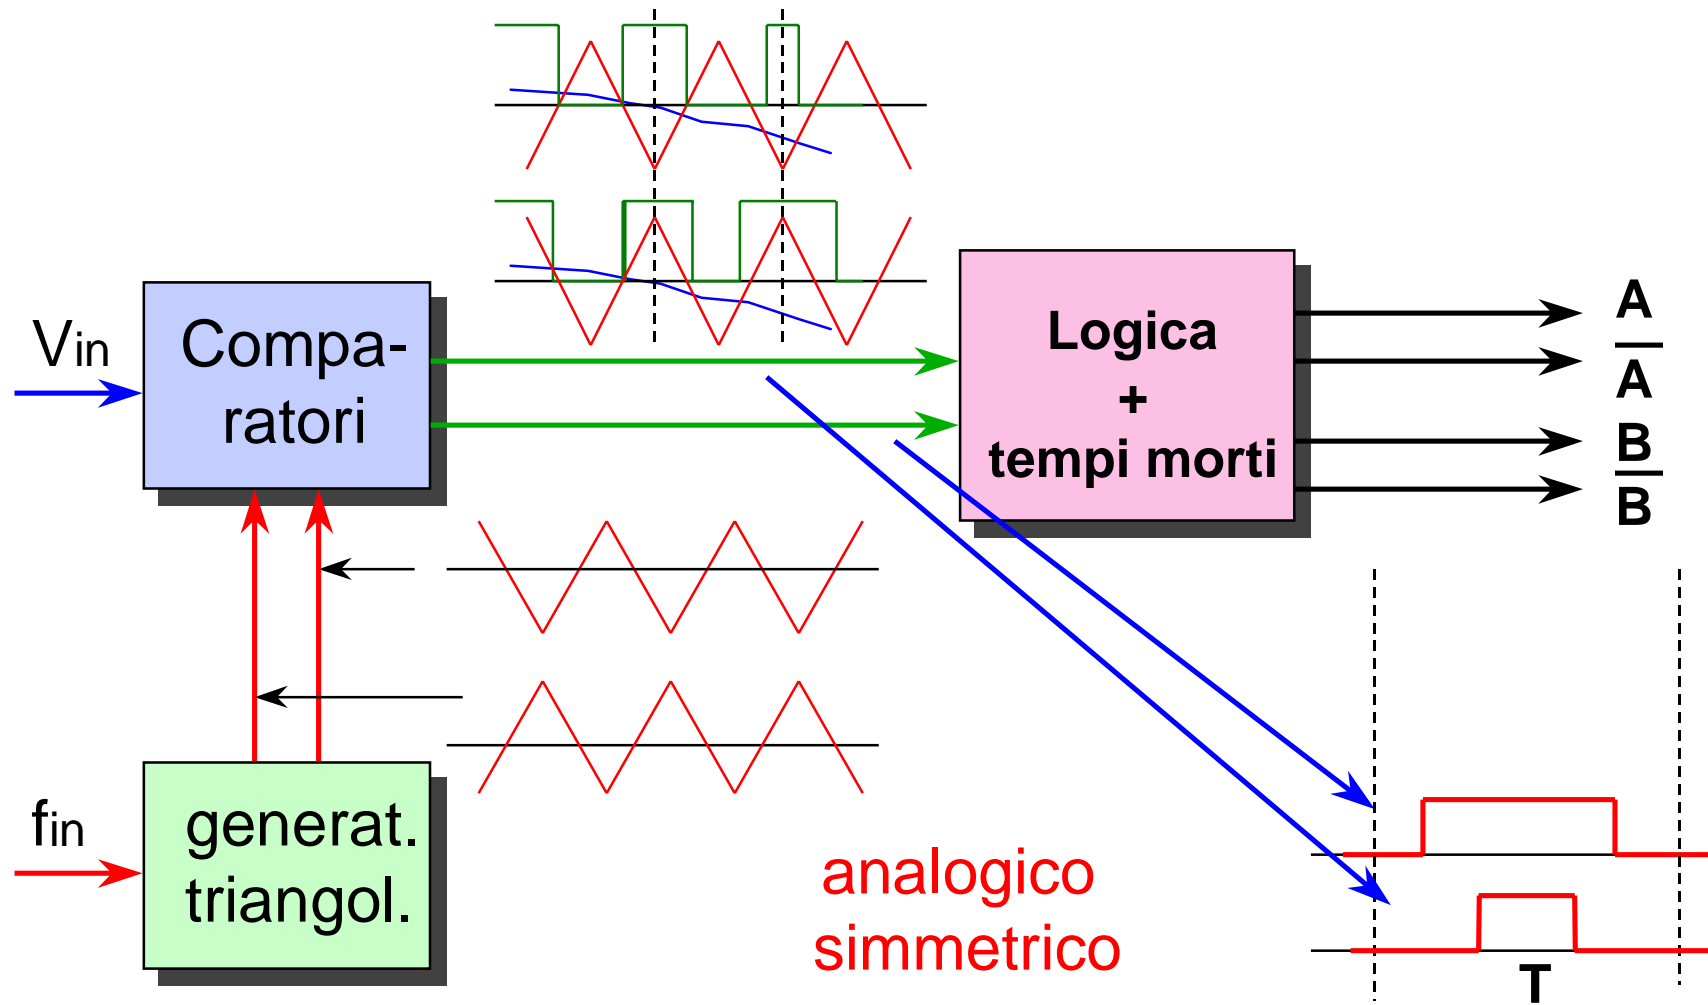 Vin
Compa-
ratori
Logica
+
tempi morti
A
A
B
B
fin
generat.
triangol.
analogico
simmetrico
T